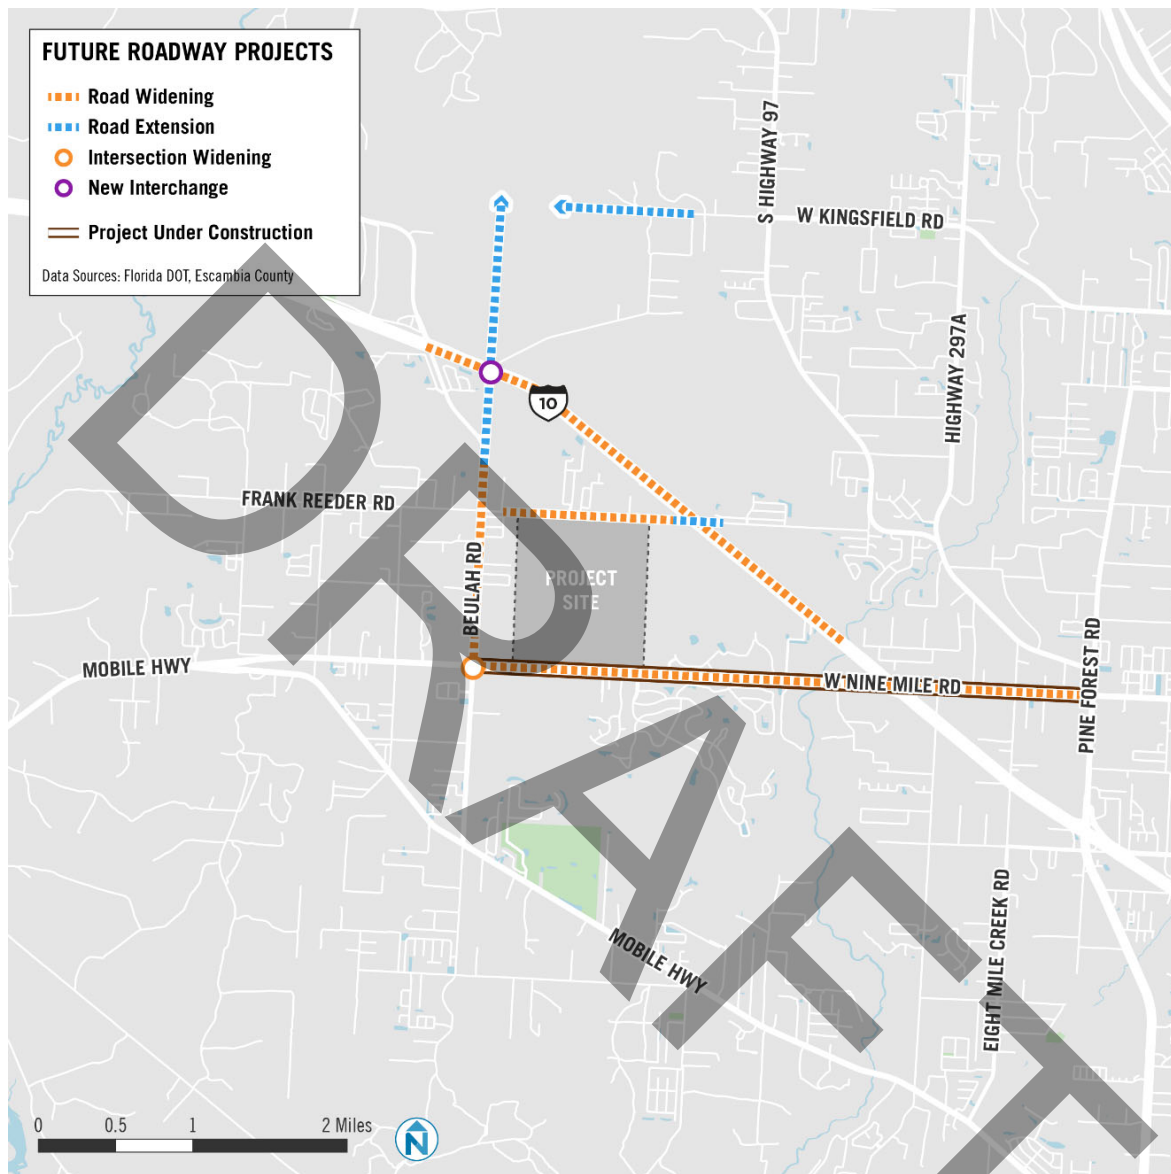 FUTURE ROADWAY PROJECTS
Road Widening
Road Extension
Intersection Widening
New Interchange
Project Under Construction
Data Sources: Florida DOT, Escambia County
S HIGHWAY 97
W KINGSFIELD RD
HIGHWAY 297A
10
FRANK REEDER RD
BEULAH RD
PROJECT
SITE
MOBILE HWY
W NINE MILE RD
PINE FOREST RD
MOBILE HWY
EIGHT MILE CREEK RD
DRAFT
0 0.5 1 2 Miles
N